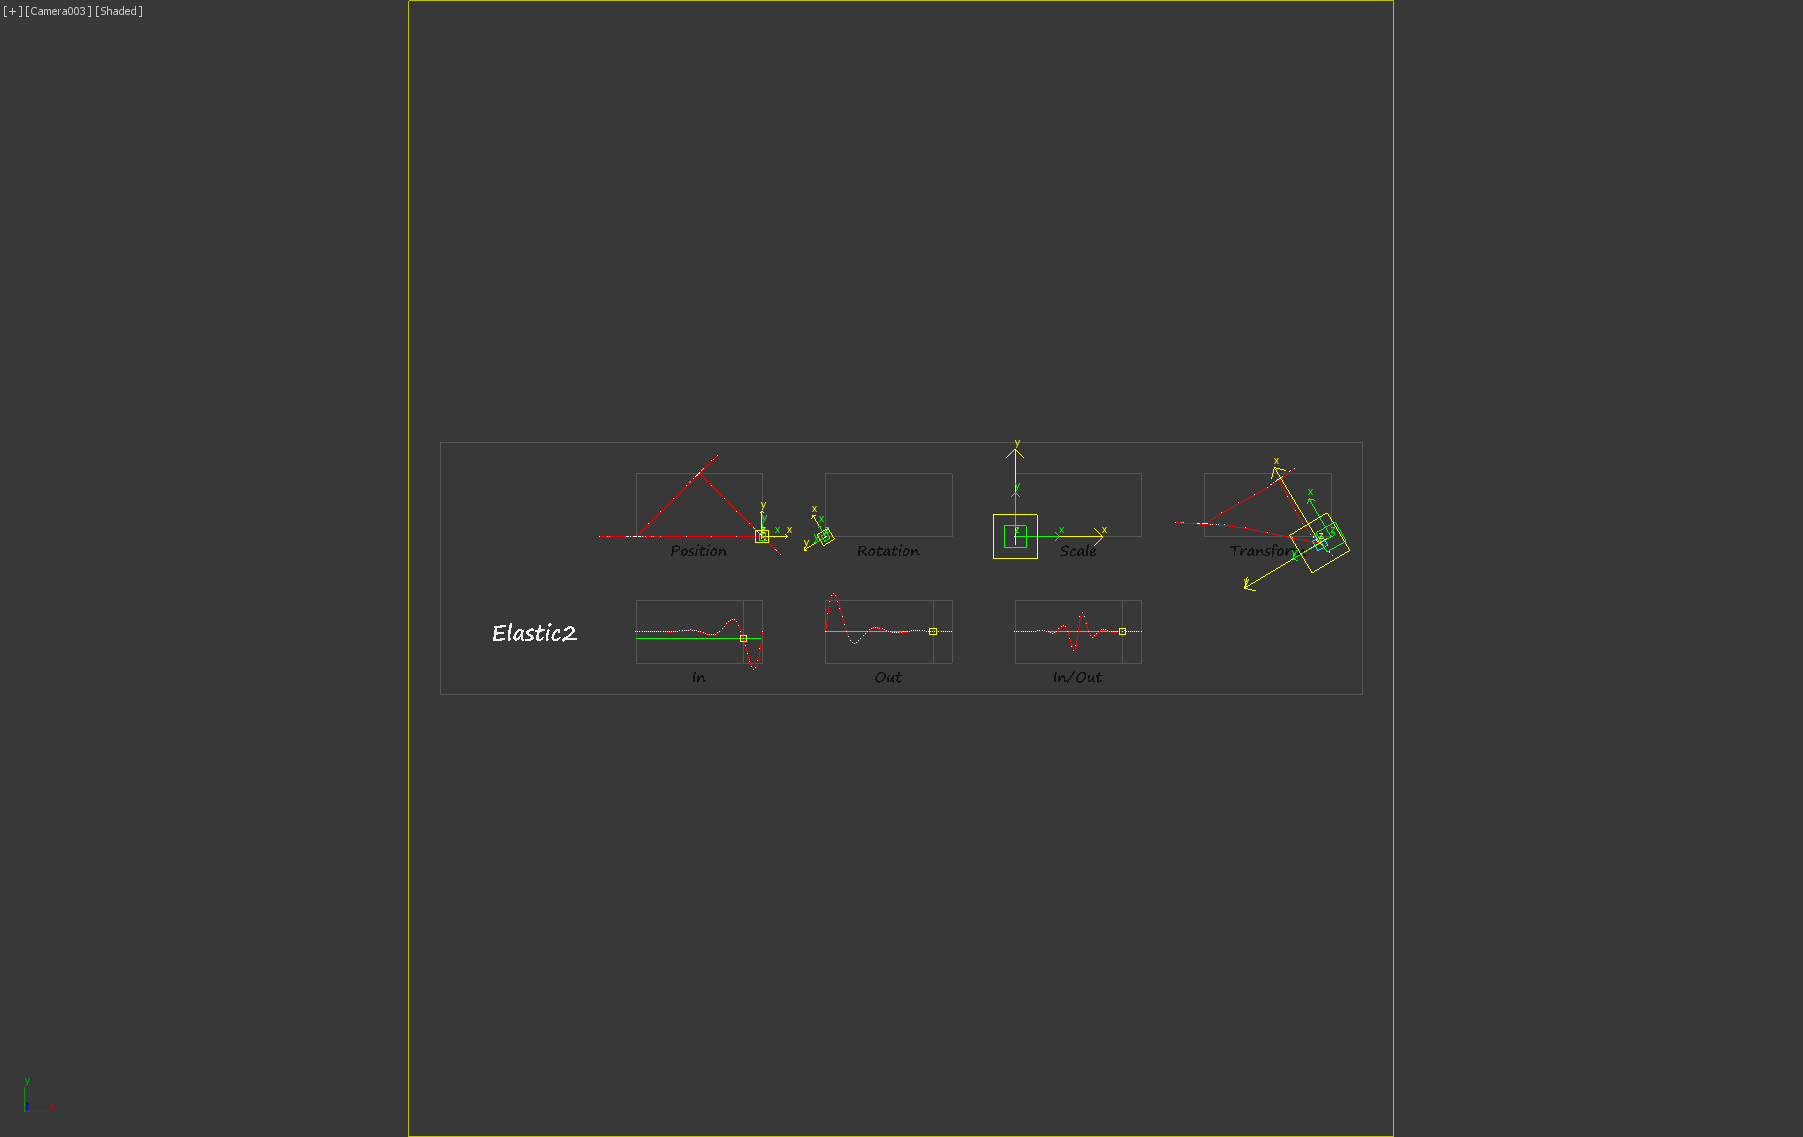 [+][Camera003][Shaded]
y
x y x
y x x y
x y x
x x x x
Position Rotation Scale Transfor
y
Elastic2
In Out In/Out
y
z x